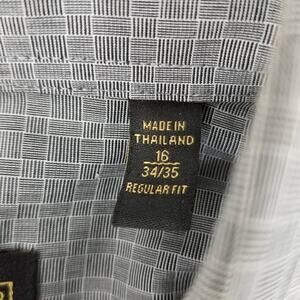 MADE IN
THAILAND
16
34/35
REGULAR FIT